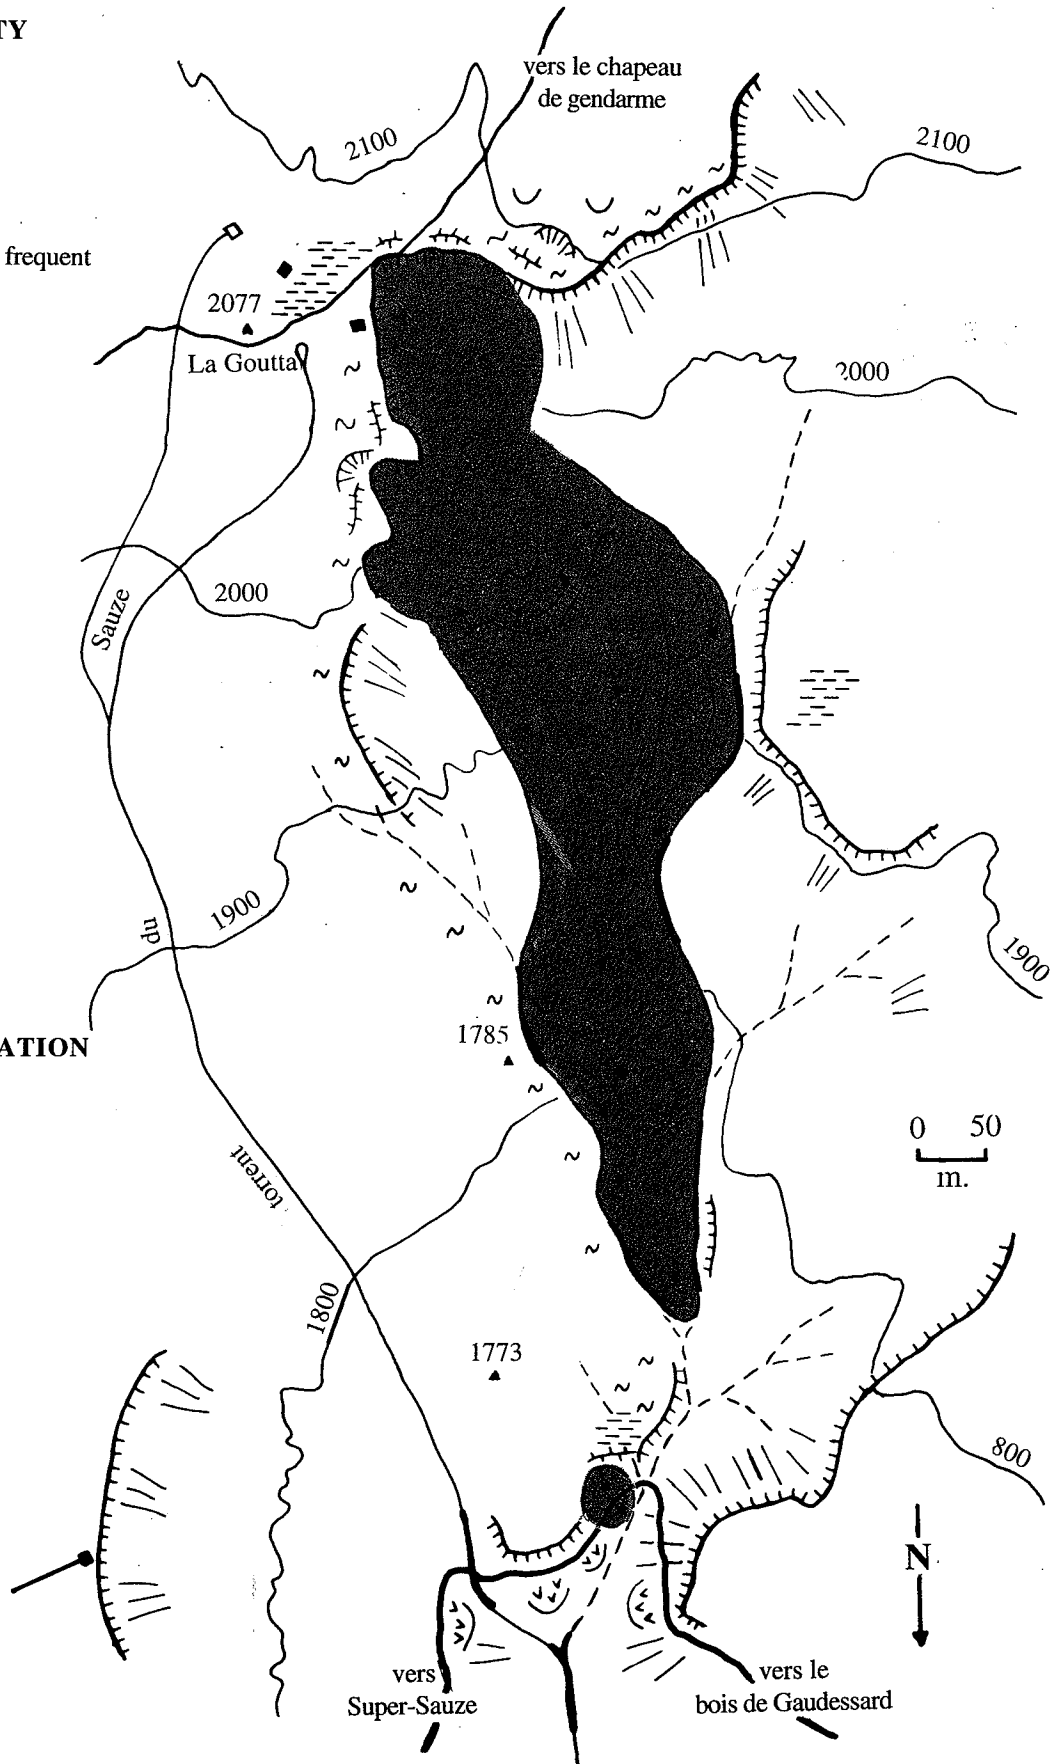 TY
vers le chapeau
de gendarme
2100
2100
frequent
2077
La Goutta
2000
2000
Sauze
1900
du
1900
ATION
1785
0 50
m.
torrent
1800
1773
800
N
vers
Super-Sauze
vers le
bois de Gaudessard